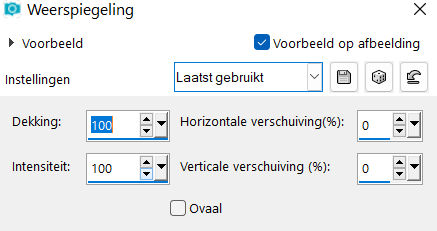 Weerspiegeling
Voorbeeld
Voorbeeld op afbeelding
Instellingen
Laatst gebruikt
Dekking: 100 Horizontale verschuiving(%): 0
Intensiteit: 100 Verticale verschuiving (%): 0
Ovaal